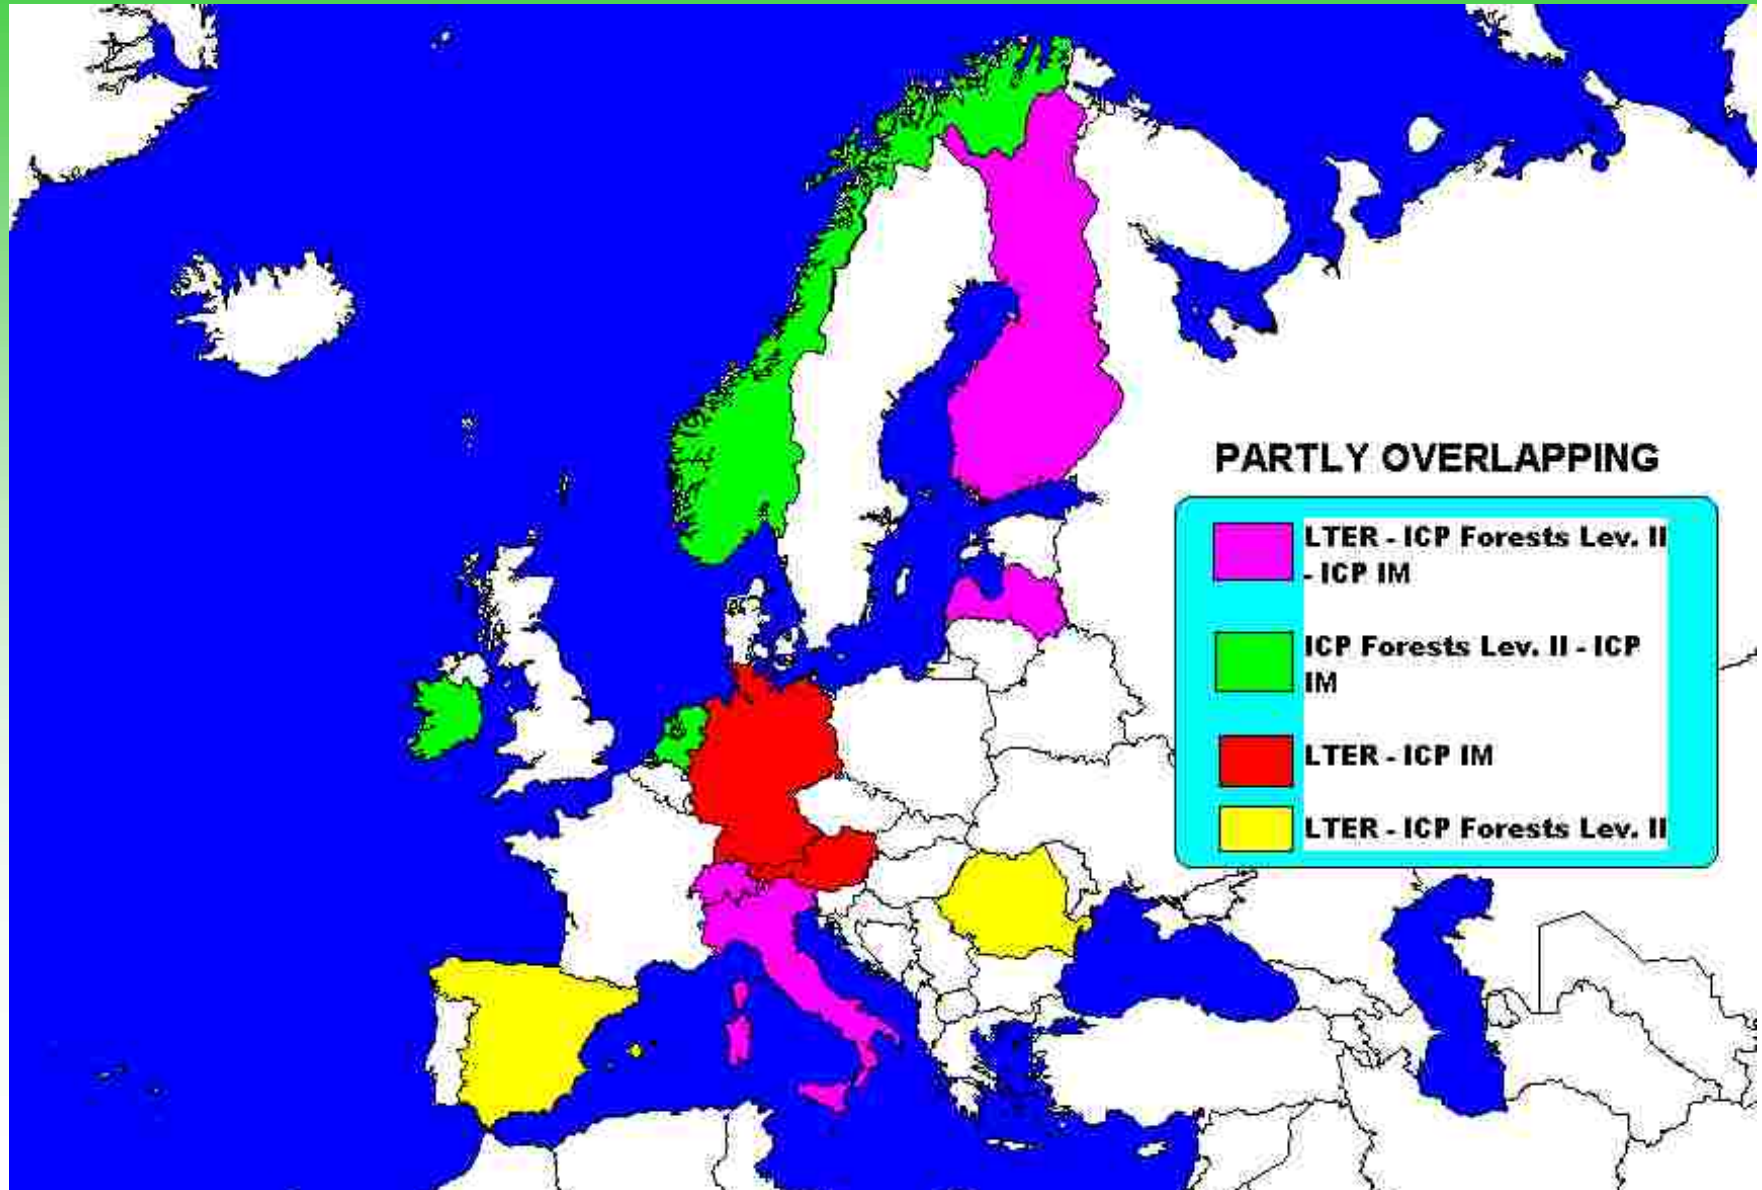 PARTLY OVERLAPPING
LTER - ICP Forests Lev. II
- ICP IM
ICP Forests Lev. II - ICP
IM
LTER - ICP IM
LTER - ICP Forests Lev. II